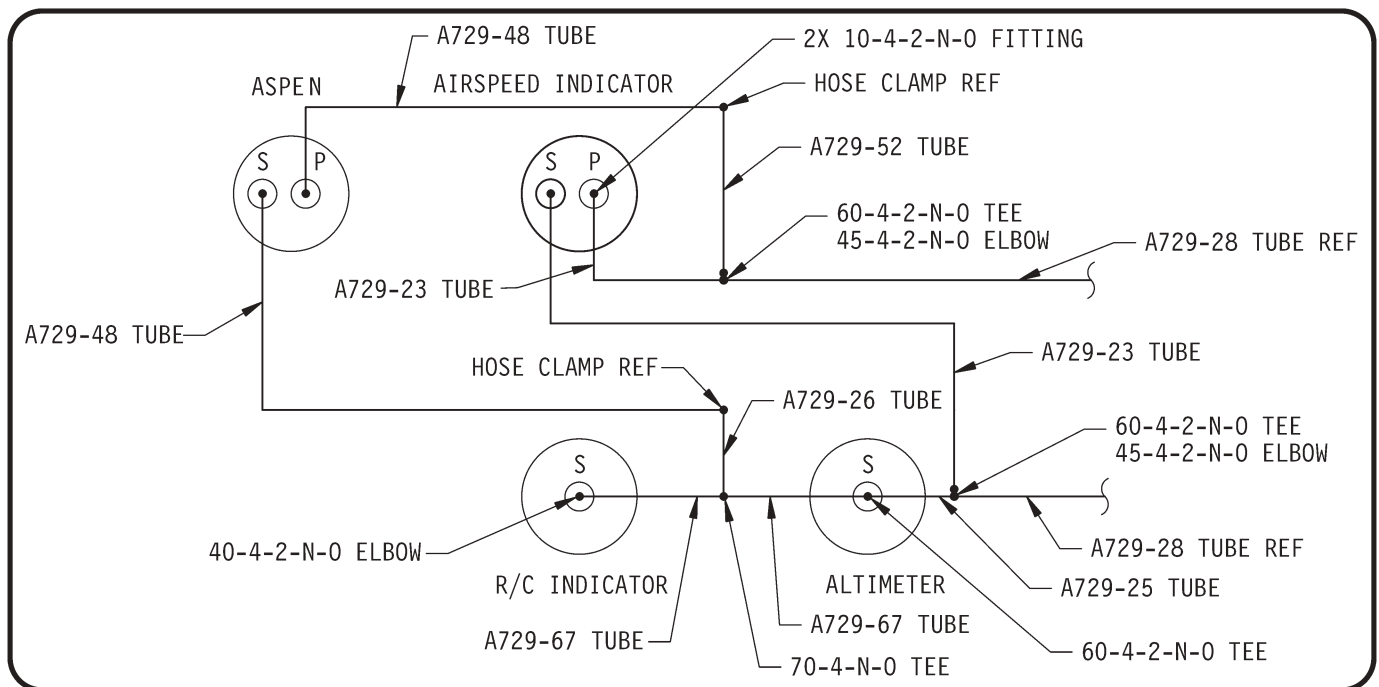 A729-48 TUBE
2X 10-4-2-N-O FITTING
ASPEN
AIRSPEED INDICATOR
HOSE CLAMP REF
S
P
S
P
A729-52 TUBE
60-4-2-N-O TEE
45-4-2-N-O ELBOW
A729-28 TUBE REF
A729-23 TUBE
A729-48 TUBE
A729-23 TUBE
HOSE CLAMP REF
A729-26 TUBE
60-4-2-N-O TEE
45-4-2-N-O ELBOW
S
S
40-4-2-N-O ELBOW
A729-28 TUBE REF
R/C INDICATOR
ALTIMETER
A729-25 TUBE
A729-67 TUBE
A729-67 TUBE
60-4-2-N-O TEE
70-4-N-O TEE